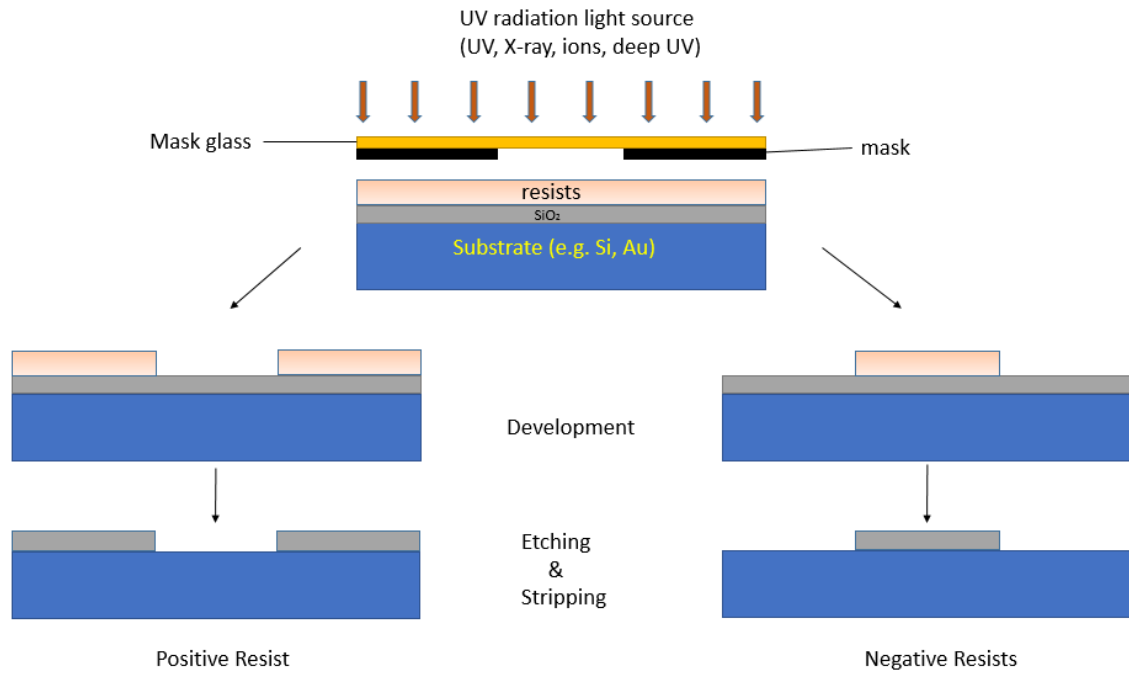 UV radiation light source
(UV, X-ray, ions, deep UV)
Mask glass
mask
resists
SiO₂
Substrate (e.g. Si, Au)
Development
Etching
&
Stripping
Positive Resist
Negative Resists